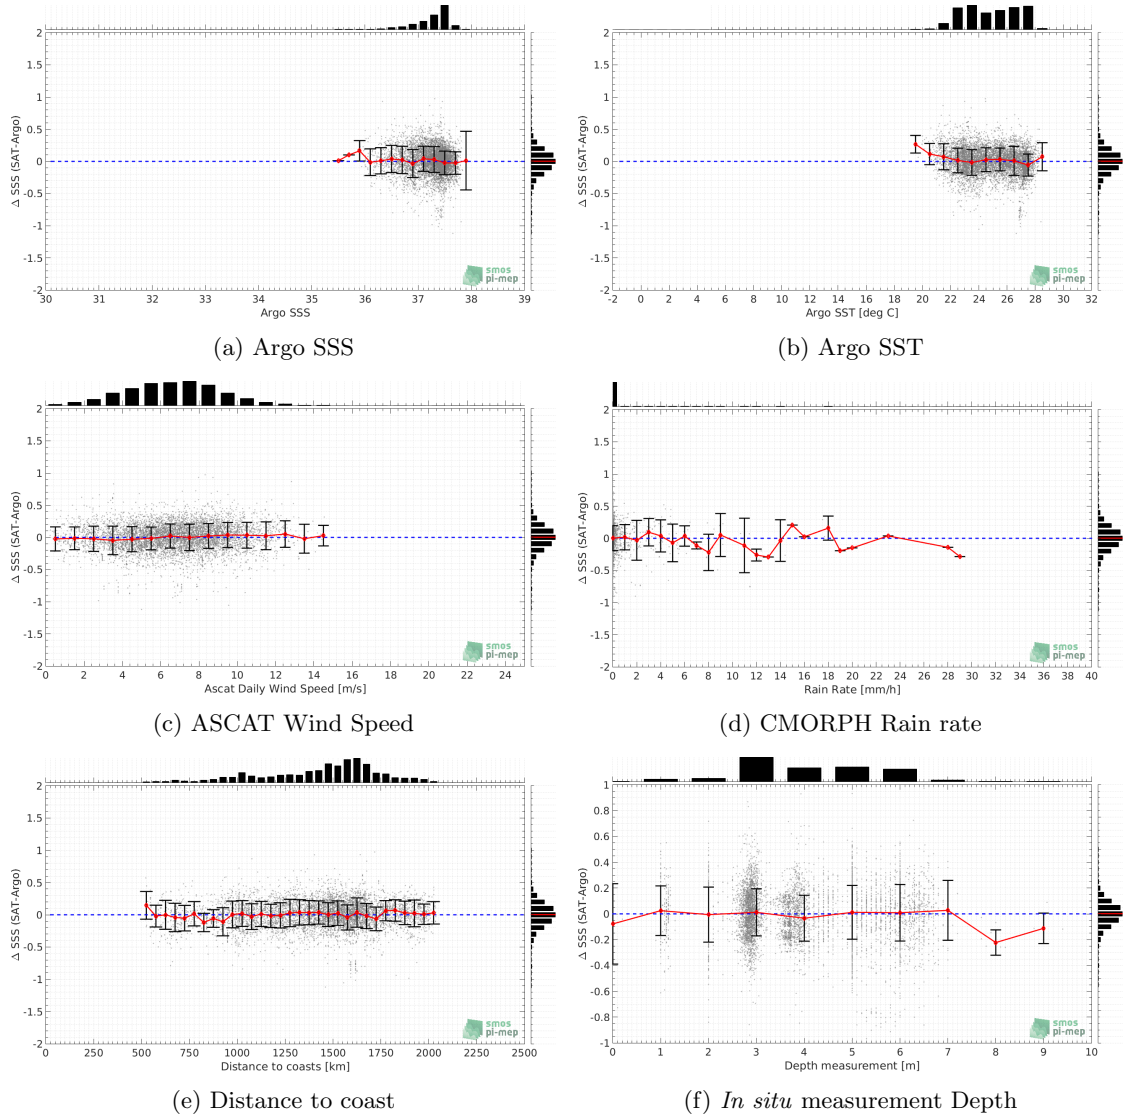 2
1.5
1
0.5
0
-0.5
-1
-1.5
-2
Δ SSS (SAT-Argo)
30 31 32 33 34 35 36 37 38 39
Argo SSS
smos
pi-mep
(a) Argo SSS
2
1.5
1
0.5
0
-0.5
-1
-1.5
-2
Δ SSS (SAT-Argo)
-2 0 2 4 6 8 10 12 14 16 18 20 22 24 26 28 30 32
Argo SST [deg C]
smos
pi-mep
(b) Argo SST
2
1.5
1
0.5
0
-0.5
-1
-1.5
-2
Δ SSS (SAT-Argo)
0 2 4 6 8 10 12 14 16 18 20 22 24
Ascat Daily Wind Speed [m/s]
smos
pi-mep
(c) ASCAT Wind Speed
2
1.5
1
0.5
0
-0.5
-1
-1.5
-2
Δ SSS (SAT-Argo)
0 2 4 6 8 10 12 14 16 18 20 22 24 26 28 30 32 34 36 38 40
Rain Rate [mm/h]
smos
pi-mep
(d) CMORPH Rain rate
2
1.5
1
0.5
0
-0.5
-1
-1.5
-2
Δ SSS (SAT-Argo)
0 250 500 750 1000 1250 1500 1750 2000 2250 2500
Distance to coasts [km]
smos
pi-mep
(e) Distance to coast
1
0.8
0.6
0.4
0.2
0
-0.2
-0.4
-0.6
-0.8
-1
Δ SSS (SAT-Argo)
0 1 2 3 4 5 6 7 8 9 10
Depth measurement [m]
smos
pi-mep
(f) In situ measurement Depth